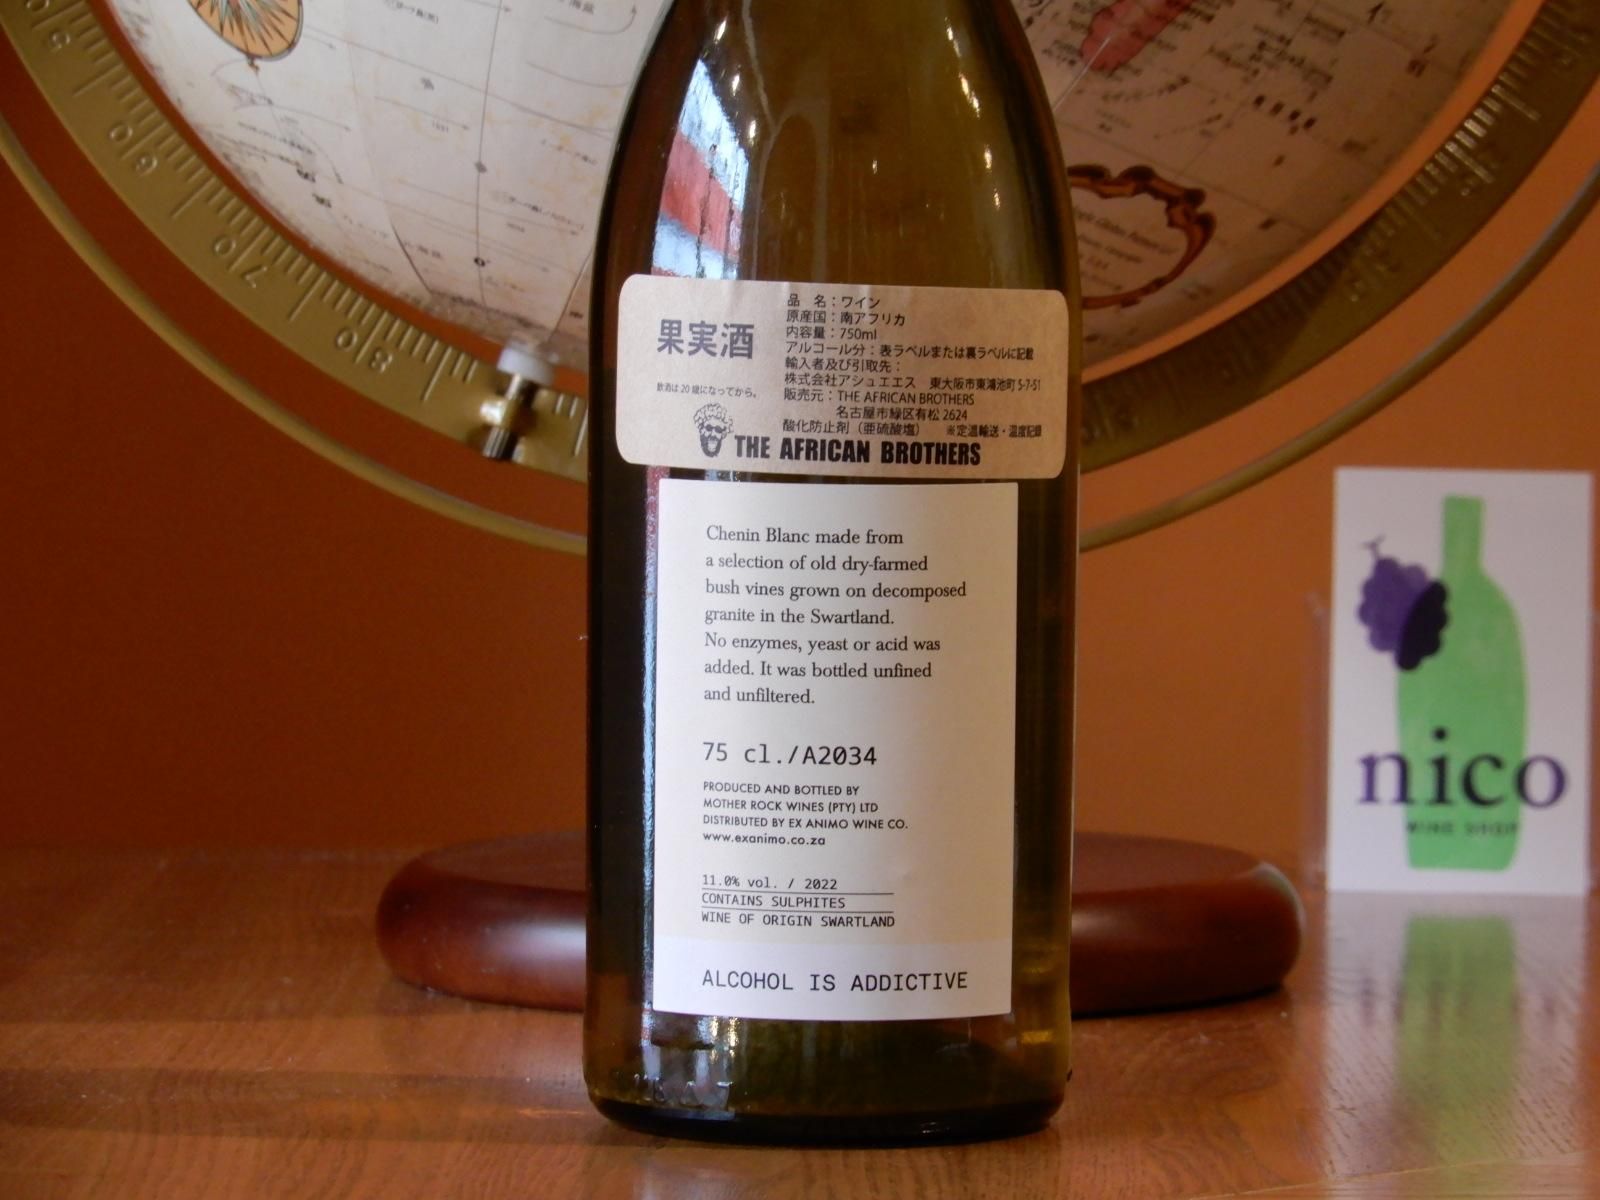 果実酒
飲酒は20歳になってから。
品　名：ワイン
原産国：南アフリカ
内容量：750ml
アルコール分：表ラベルまたは裏ラベルに記載
輸入者及び引取先：
株式会社アシュエエス　東大阪市東鴻池町5-7-51
販売元：THE AFRICAN BROTHERS
名古屋市緑区有松 2624
酸化防止剤（亜硫酸塩）　※定温輸送・温度記録
THE AFRICAN BROTHERS
Chenin Blanc made from
a selection of old dry-farmed
bush vines grown on decomposed
granite in the Swartland.
No enzymes, yeast or acid was
added. It was bottled unfined
and unfiltered.
75 cl./A2034
PRODUCED AND BOTTLED BY
MOTHER ROCK WINES (PTY) LTD
DISTRIBUTED BY EX ANIMO WINE CO.
www.exanimo.co.za
11.0% vol. / 2022
CONTAINS SULPHITES
WINE OF ORIGIN SWARTLAND
ALCOHOL IS ADDICTIVE
nico
WINE SHOP